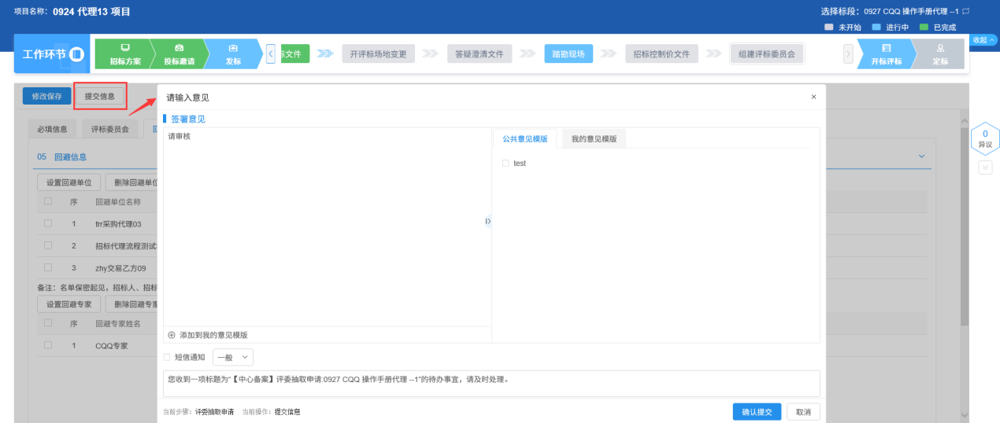 项目名称：0924 代理13 项目
选择标段：0927 CQQ 操作手册代理 --1
未开始 进行中 已完成
收起
工作环节
招标方案
投标邀请
发标
文件
开评标场地变更
答疑澄清文件
踏勘现场
招标控制价文件
组建评标委员会
开标评标
定标
修改保存
提交信息
请输入意见
×
签署意见
必填信息
评标委员会
请审核
公共意见模版
我的意见模版
0
异议
test
05 回避信息
设置回避单位
删除回避单位
序 回避单位名称
1 frr采购代理03
2 招标代理流程测试
3 zhy交易乙方09
备注：名单保密起见，招标人、招标
设置回避专家
删除回避专家
序 回避专家姓名
1 CQQ专家
添加到我的意见模版
短信通知 一般
您收到一项标题为“【中心备案】评委抽取申请:0927 CQQ 操作手册代理 --1”的待办事宜，请及时处理。
当前步骤：评委抽取申请 当前操作：提交信息
确认提交
取消